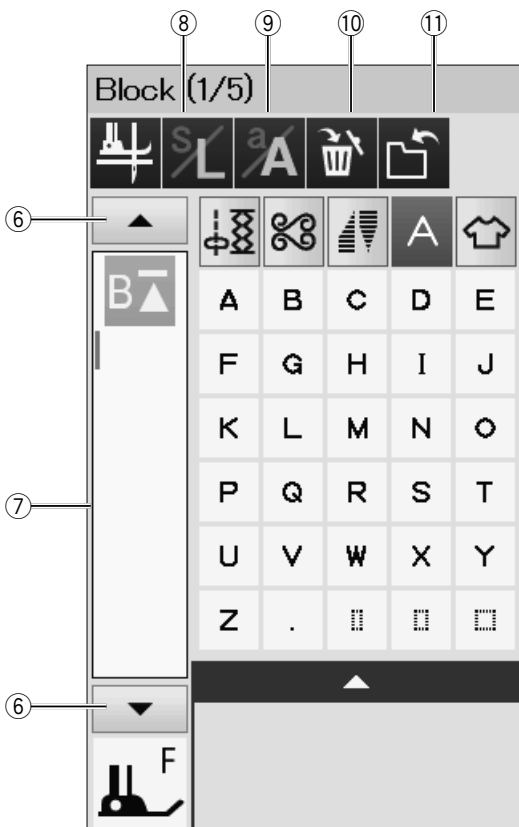 ⑧ ⑨ ⑩ ⑪
Block (1/5)
S/L a/A
⑥
A
B
A B C D E
F G H I J
K L M N O
⑦
P Q R S T
U V W X Y
Z .
⑥
F